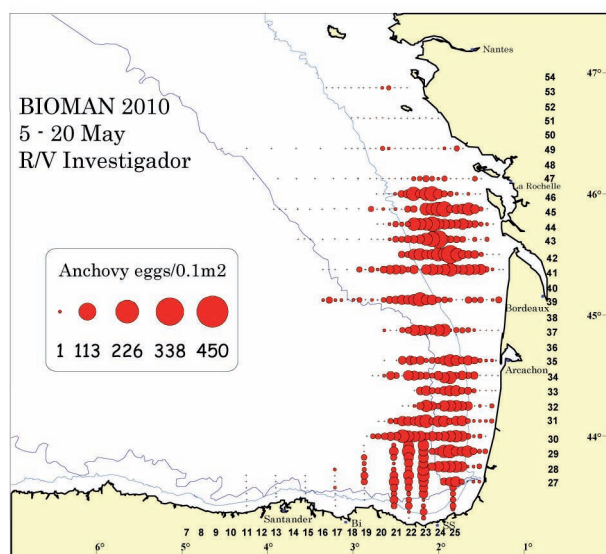 BIOMAN 2010
5 - 20 May
R/V Investigador
Anchovy eggs/0.1m2
1 113 226 338 450
Nantes
47°
54
53
52
51
50
49
48
47
La Rochelle
46
46°
45
44
43
42
41
40
39
Bordeaux
38
45°
37
36
35
Arcachon
34
33
32
31
30
44°
29
28
27
Santander
Bi
SS
7 8 9 10 11 12 13 14 15 16 17 18 19 20 21 22 23 24 25
6° 5° 4° 3° 2° 1°